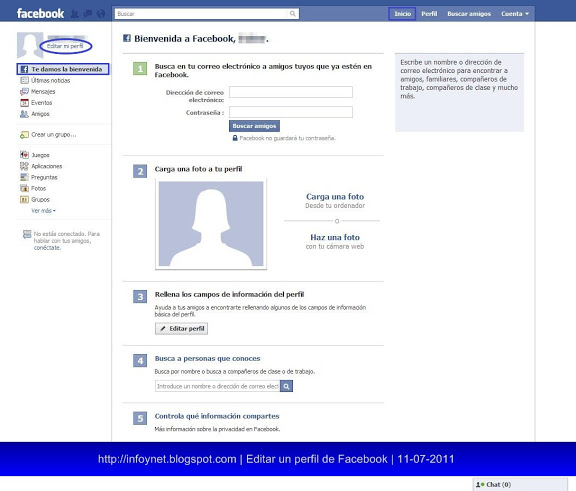 facebook
Buscar
Inicio
Perfil
Buscar amigos
Cuenta
Editar mi perfil
Te damos la bienvenida
Últimas noticias
Mensajes
Eventos
Amigos
Crear un grupo...
Juegos
Aplicaciones
Preguntas
Fotos
Grupos
Ver más
No estás conectado. Para
hablar con tus amigos,
conéctate.
Bienvenida a Facebook,
1
Busca en tu correo electrónico a amigos tuyos que ya estén en
Facebook.
Dirección de correo
electrónico:
Contraseña :
Buscar amigos
Facebook no guardará tu contraseña.
2
Carga una foto a tu perfil
Carga una foto
Desde tu ordenador
o
Haz una foto
con tu cámara web
3
Rellena los campos de información del perfil
Ayuda a tus amigos a encontrarte rellenando algunos de los campos de información
básica del perfil.
Editar perfil
4
Busca a personas que conoces
Busca por nombre o busca a compañeros de clase o de trabajo.
Introduce un nombre o dirección de correo elect
5
Controla qué información compartes
Más información sobre la privacidad en Facebook.
Escribe un nombre o dirección de
correo electrónico para encontrar a
amigos, familiares, compañeros de
trabajo, compañeros de clase y mucho
más.
http://infoynet.blogspot.com | Editar un perfil de Facebook | 11-07-2011
Chat (0)